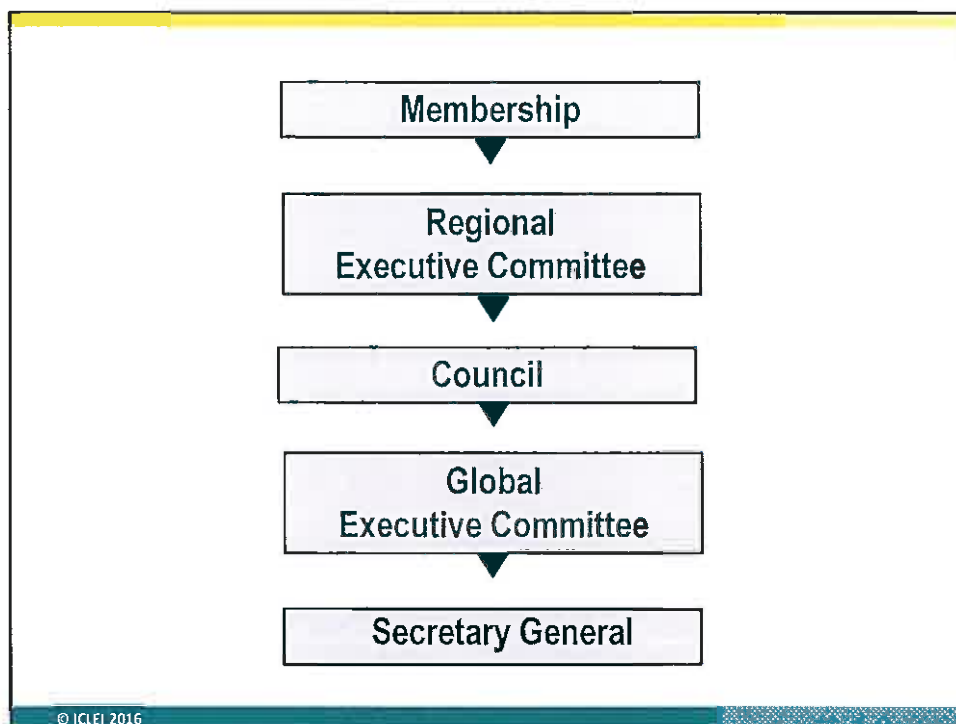 Membership
Regional
Executive Committee
Council
Global
Executive Committee
Secretary General
© ICLEI 2016